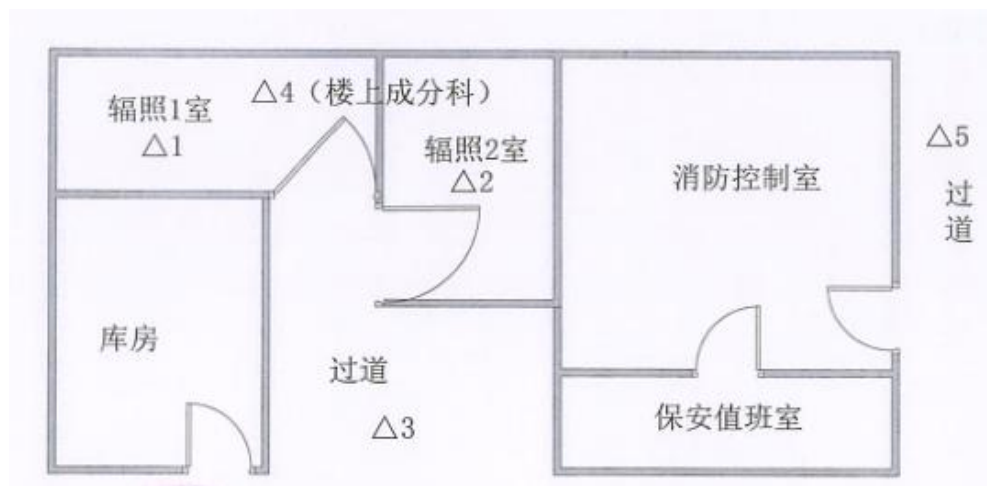 △4（楼上成分科）
辐照1室
△1
辐照2室
△2
消防控制室
△5
过
道
库房
过道
△3
保安值班室